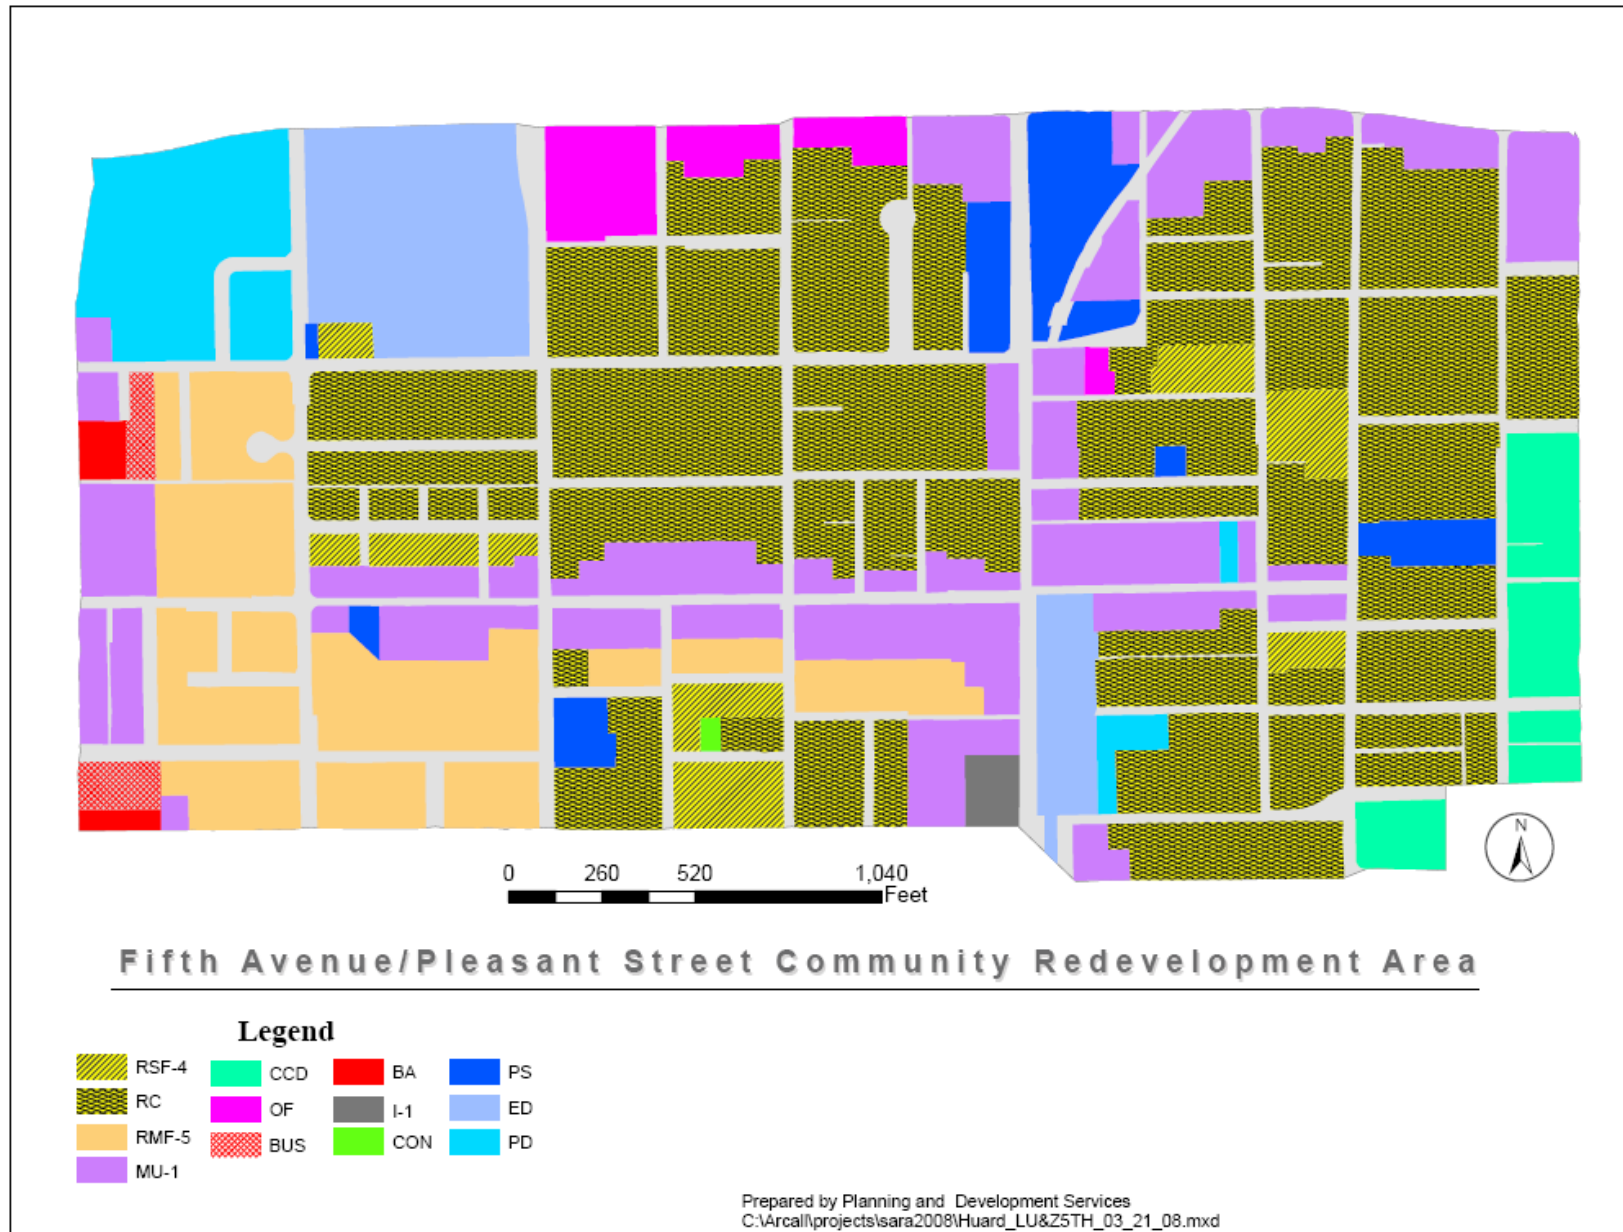 N
0 260 520 1,040
Feet
Fifth Avenue/Pleasant Street Community Redevelopment Area
Legend
RSF-4 CCD BA PS
RC OF I-1 ED
RMF-5 BUS CON PD
MU-1
Prepared by Planning and Development Services
C:\Arcall\projects\sara2008\Huard_LU&Z5TH_03_21_08.mxd